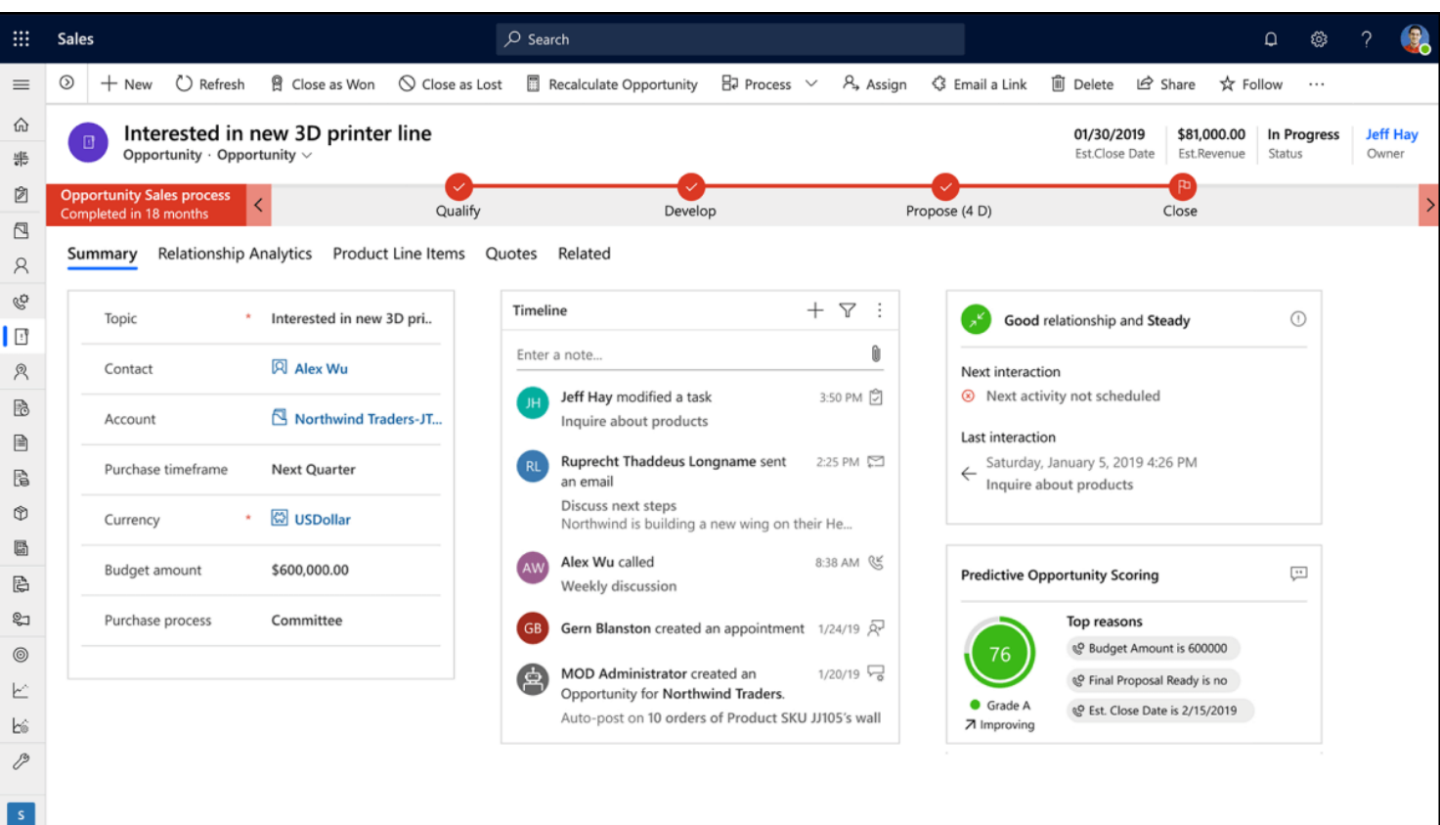 Sales
Search
New Refresh Close as Won Close as Lost Recalculate Opportunity Process Assign Email a Link Delete Share Follow ...
Interested in new 3D printer line
Opportunity · Opportunity
01/30/2019 $81,000.00 In Progress Jeff Hay
Est.Close Date Est.Revenue Status Owner
Opportunity Sales process
Completed in 18 months
Qualify Develop Propose (4 D) Close
Summary Relationship Analytics Product Line Items Quotes Related
Topic * Interested in new 3D pri..
Contact Alex Wu
Account Northwind Traders-JT...
Purchase timeframe Next Quarter
Currency * USDollar
Budget amount $600,000.00
Purchase process Committee
Timeline
Enter a note...
JH Jeff Hay modified a task 3:50 PM
Inquire about products
RL Ruprecht Thaddeus Longname sent 2:25 PM
an email
Discuss next steps
Northwind is building a new wing on their He...
AW Alex Wu called 8:38 AM
Weekly discussion
GB Gern Blanston created an appointment 1/24/19
MOD Administrator created an 1/20/19
Opportunity for Northwind Traders.
Auto-post on 10 orders of Product SKU JJ105's wall
Good relationship and Steady
Next interaction
Next activity not scheduled
Last interaction
Saturday, January 5, 2019 4:26 PM
Inquire about products
Predictive Opportunity Scoring
76
Grade A
Improving
Top reasons
Budget Amount is 600000
Final Proposal Ready is no
Est. Close Date is 2/15/2019
S